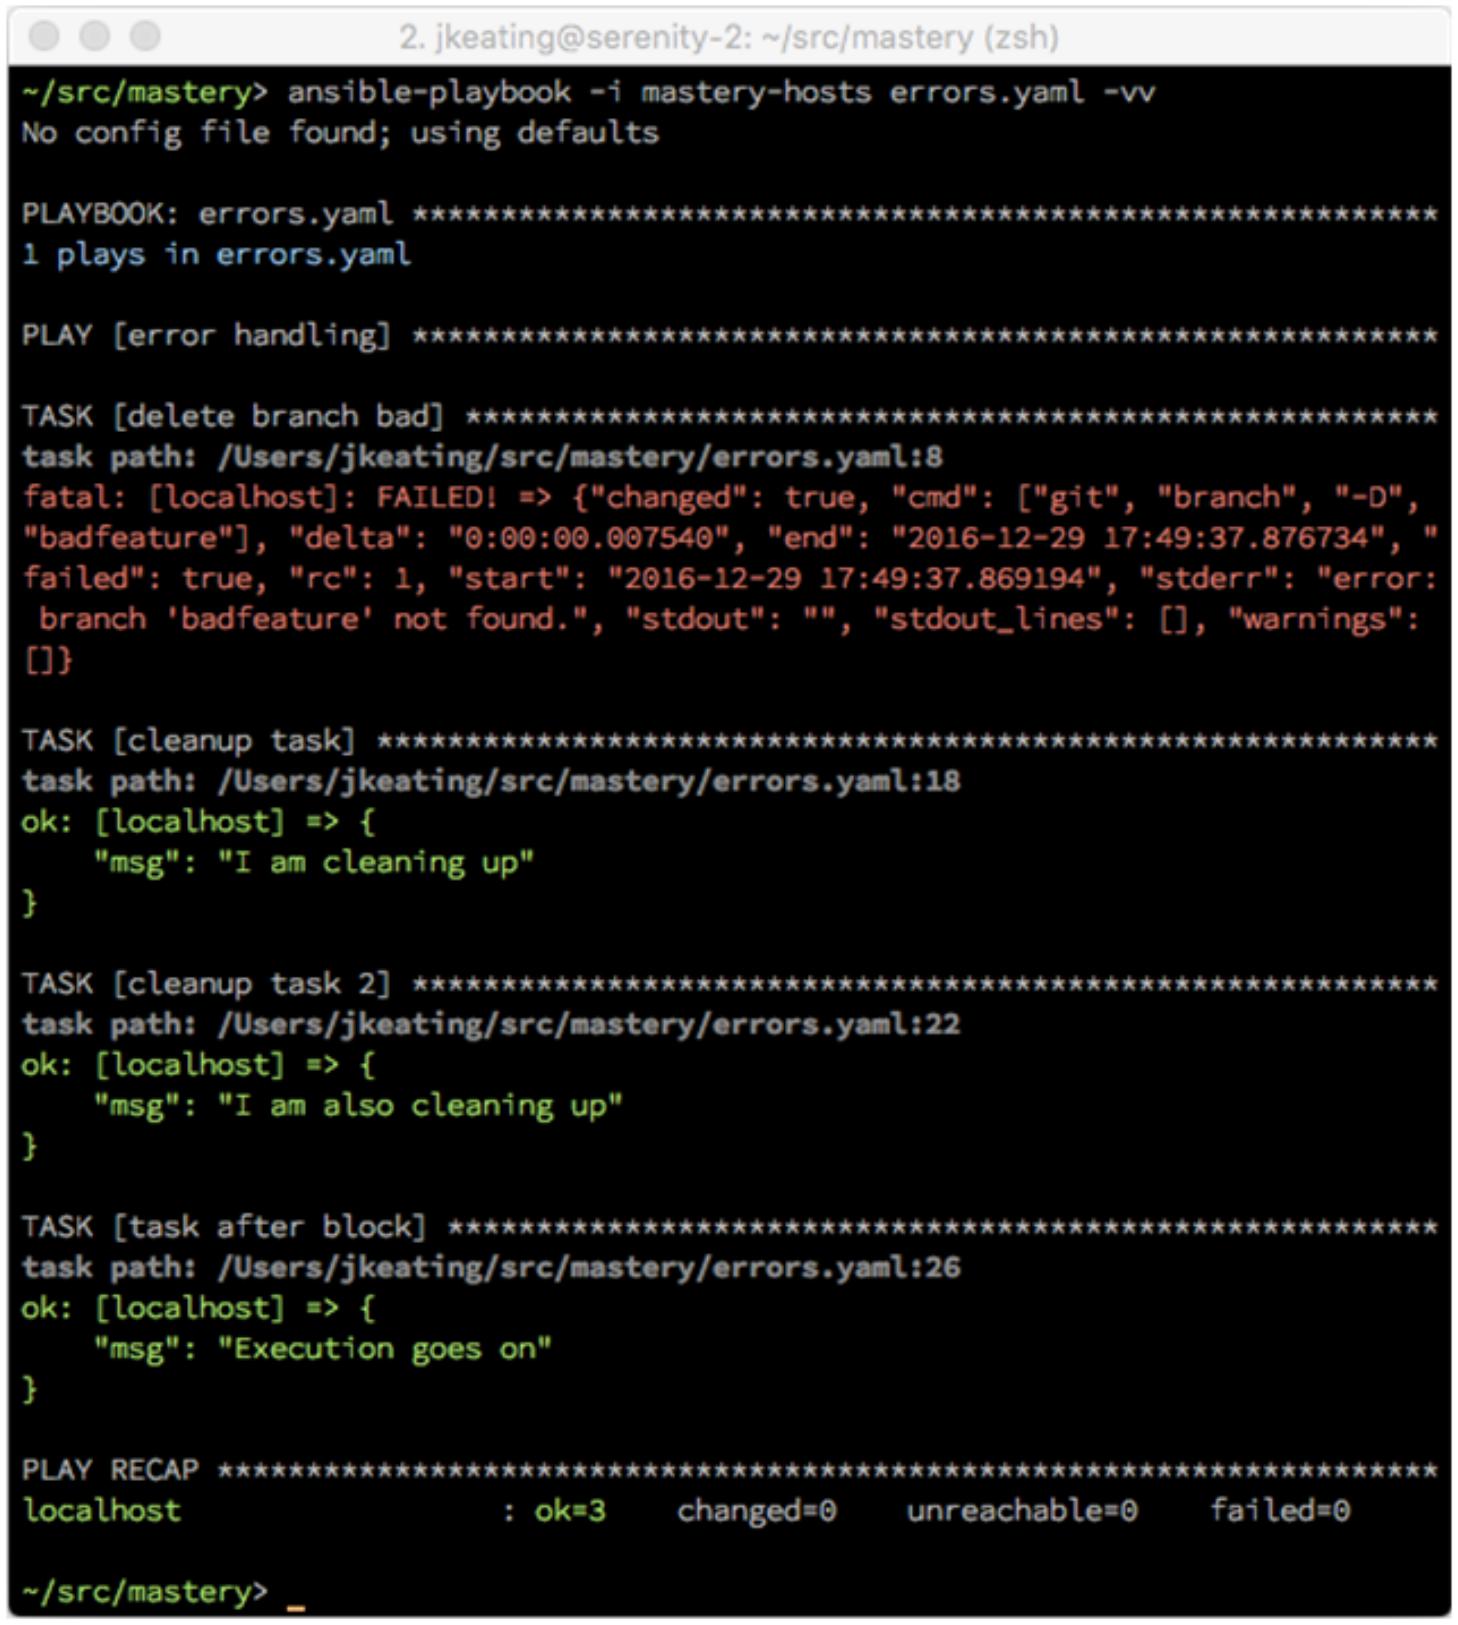 2. jkeating@serenity-2: ~/src/mastery (zsh)
~/src/mastery> ansible-playbook -i mastery-hosts errors.yaml -vv
No config file found; using defaults
PLAYBOOK: errors.yaml **********************************************************
1 plays in errors.yaml
PLAY [error handling] **********************************************************
TASK [delete branch bad] *******************************************************
task path: /Users/jkeating/src/mastery/errors.yaml:8
fatal: [localhost]: FAILED! => {"changed": true, "cmd": ["git", "branch", "-D",
"badfeature"], "delta": "0:00:00.007540", "end": "2016-12-29 17:49:37.876734", "
failed": true, "rc": 1, "start": "2016-12-29 17:49:37.869194", "stderr": "error:
 branch 'badfeature' not found.", "stdout": "", "stdout_lines": [], "warnings":
[]}
TASK [cleanup task] ************************************************************
task path: /Users/jkeating/src/mastery/errors.yaml:18
ok: [localhost] => {
    "msg": "I am cleaning up"
}
TASK [cleanup task 2] **********************************************************
task path: /Users/jkeating/src/mastery/errors.yaml:22
ok: [localhost] => {
    "msg": "I am also cleaning up"
}
TASK [task after block] ********************************************************
task path: /Users/jkeating/src/mastery/errors.yaml:26
ok: [localhost] => {
    "msg": "Execution goes on"
}
PLAY RECAP *********************************************************************
localhost                  : ok=3    changed=0    unreachable=0    failed=0
~/src/mastery> _